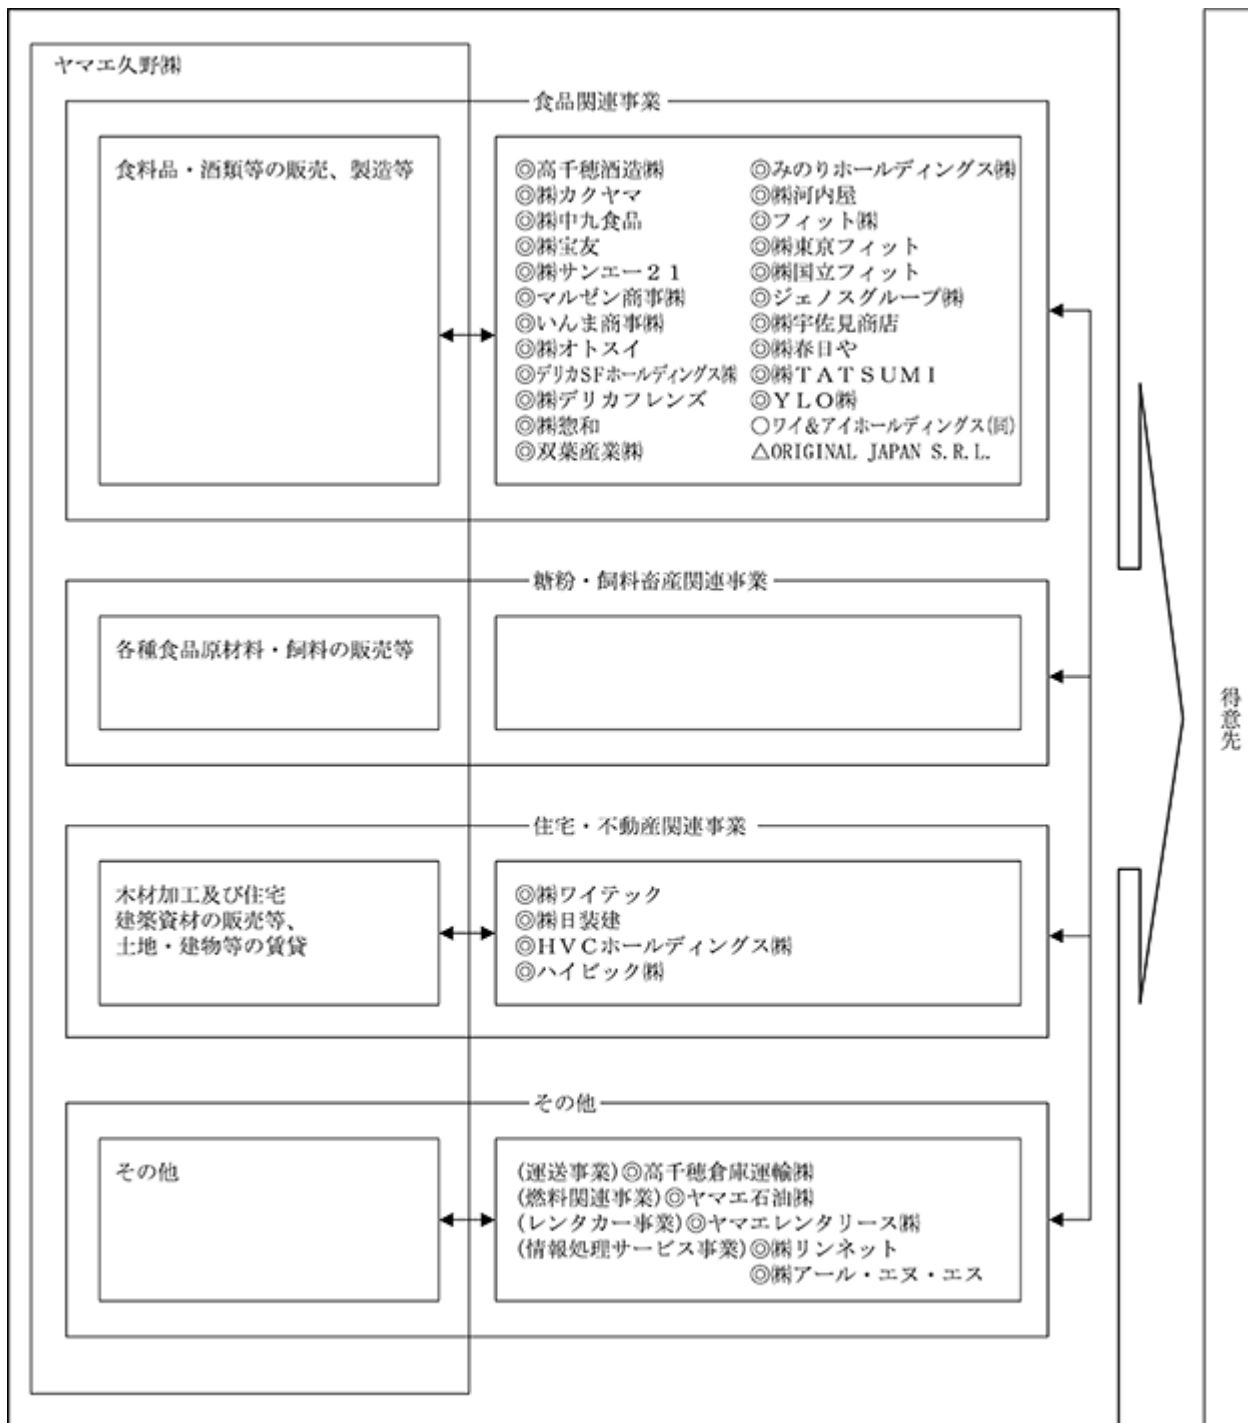 ヤマエ久野㈱
食品関連事業
食料品・酒類等の販売、製造等
◎高千穂酒造㈱
◎㈱カクヤマ
◎㈱中九食品
◎㈱宝友
◎㈱サンエー２１
◎マルゼン商事㈱
◎いんま商事㈱
◎㈱オトスイ
◎デリカSFホールディングス㈱
◎㈱デリカフレンズ
◎㈱惣和
◎双葉産業㈱
◎みのりホールディングス㈱
◎㈱河内屋
◎フィット㈱
◎㈱東京フィット
◎㈱国立フィット
◎ジェノスグループ㈱
◎㈱宇佐見商店
◎㈱春日や
◎㈱ＴＡＴＳＵＭＩ
◎ＹＬＯ㈱
○ワイ&アイホールディングス(同)
△ORIGINAL JAPAN S.R.L.
糖粉・飼料畜産関連事業
各種食品原材料・飼料の販売等
住宅・不動産関連事業
木材加工及び住宅
建築資材の販売等、
土地・建物等の賃貸
◎㈱ワイテック
◎㈱日装建
◎ＨＶＣホールディングス㈱
◎ハイビック㈱
その他
その他
(運送事業)◎高千穂倉庫運輸㈱
(燃料関連事業)◎ヤマエ石油㈱
(レンタカー事業)◎ヤマエレンタリース㈱
(情報処理サービス事業)◎㈱リンネット
◎㈱アール・エヌ・エス
得意先